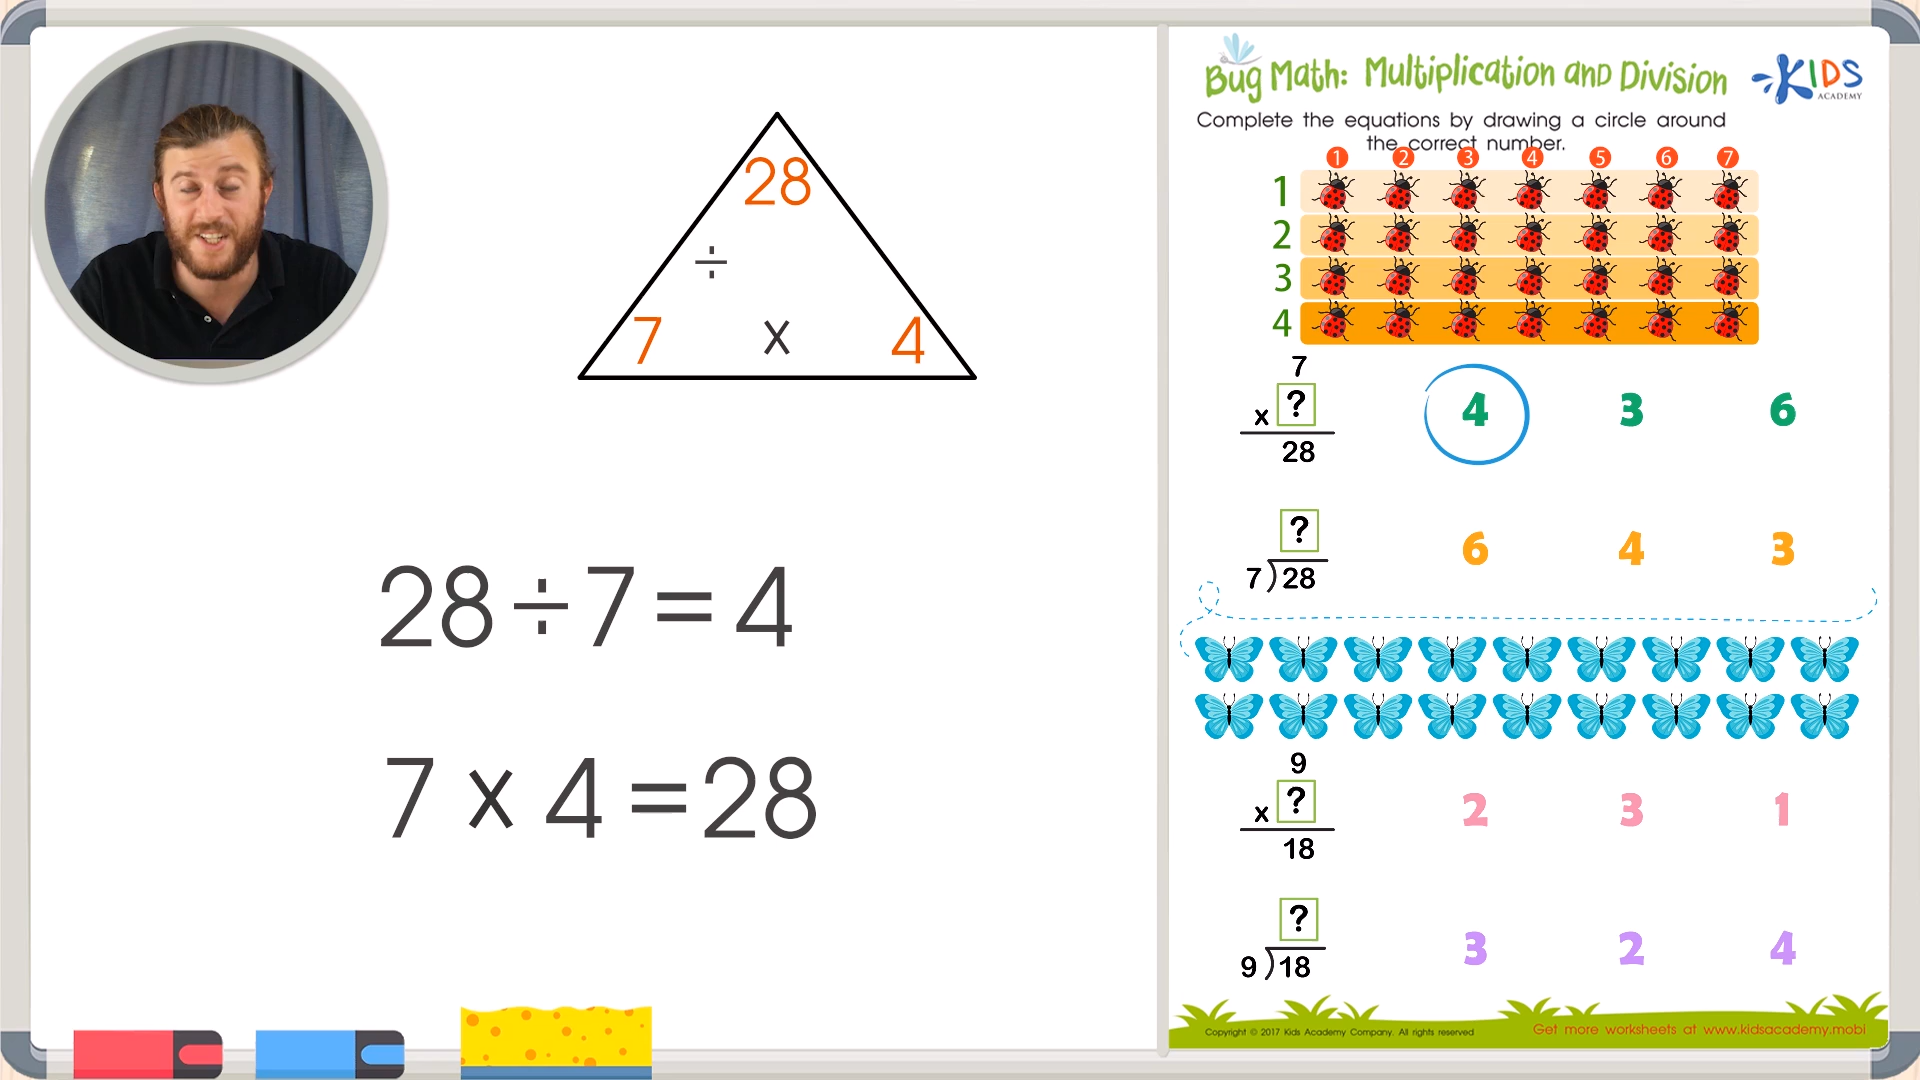 28
÷
7 x 4
28÷7=4
7 x 4=28
Bug Math: Multiplication and Division
KIDS
ACADEMY
Complete the equations by drawing a circle around
the correct number.
1 2 3 4 5 6 7
1
2
3
4
7
x ?
28
4 3 6
?
7)28
6 4 3
9
x ?
18
2 3 1
?
9)18
3 2 4
Copyright © 2017 Kids Academy Company. All rights reserved
Get more worksheets at www.kidsacademy.mobi